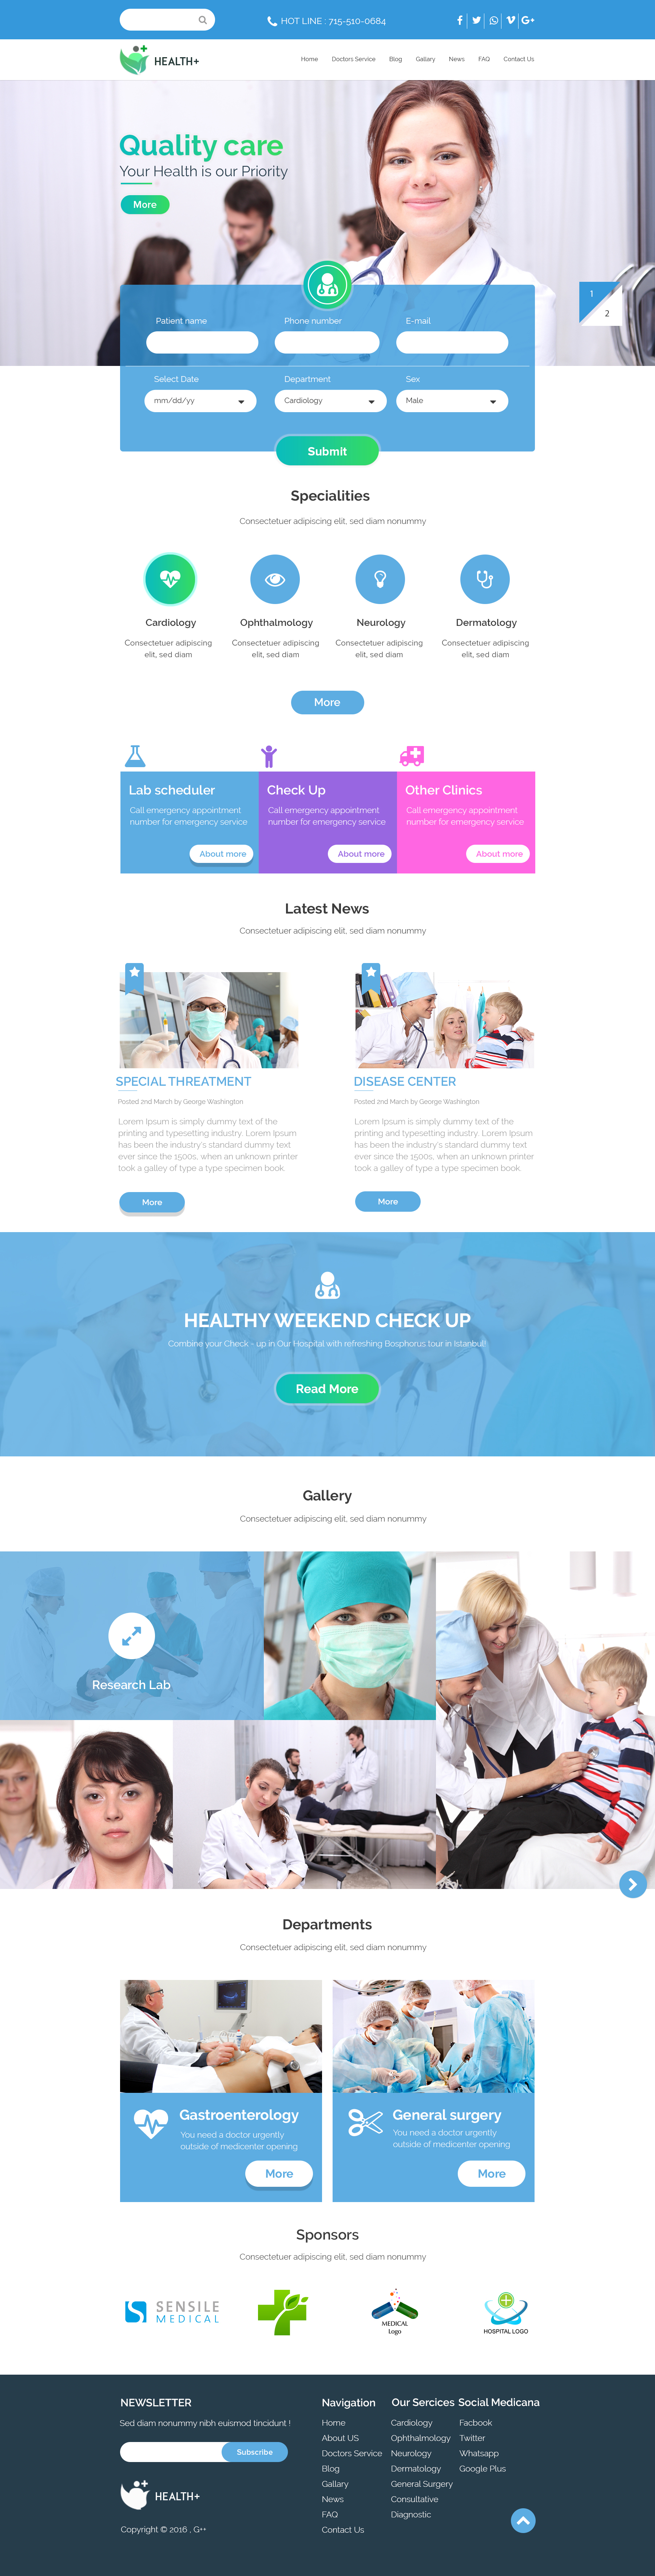 HOT LINE : 715-510-0684
HEALTH+
Home Doctors Service Blog Gallary News FAQ Contact Us
Quality care
Your Health is our Priority
More
1
2
Patient name Phone number E-mail
Select Date Department Sex
mm/dd/yy Cardiology Male
Submit
Specialities
Consectetuer adipiscing elit, sed diam nonummy
Cardiology Ophthalmology Neurology Dermatology
Consectetuer adipiscing Consectetuer adipiscing Consectetuer adipiscing Consectetuer adipiscing
elit, sed diam elit, sed diam elit, sed diam elit, sed diam
More
Lab scheduler
Call emergency appointment
number for emergency service
About more
Check Up
Call emergency appointment
number for emergency service
About more
Other Clinics
Call emergency appointment
number for emergency service
About more
Latest News
Consectetuer adipiscing elit, sed diam nonummy
SPECIAL THREATMENT
Posted 2nd March by George Washington
Lorem Ipsum is simply dummy text of the
printing and typesetting industry. Lorem Ipsum
has been the industry's standard dummy text
ever since the 1500s, when an unknown printer
took a galley of type a type specimen book.
More
DISEASE CENTER
Posted 2nd March by George Washington
Lorem Ipsum is simply dummy text of the
printing and typesetting industry. Lorem Ipsum
has been the industry's standard dummy text
ever since the 1500s, when an unknown printer
took a galley of type a type specimen book.
More
HEALTHY WEEKEND CHECK UP
Combine your Check - up in Our Hospital with refreshing Bosphorus tour in Istanbul!
Read More
Gallery
Consectetuer adipiscing elit, sed diam nonummy
Research Lab
Departments
Consectetuer adipiscing elit, sed diam nonummy
Gastroenterology
You need a doctor urgently
outside of medicenter opening
More
General surgery
You need a doctor urgently
outside of medicenter opening
More
Sponsors
Consectetuer adipiscing elit, sed diam nonummy
SENSILE
MEDICAL
MEDICAL
Logo
HOSPITAL LOGO
NEWSLETTER
Sed diam nonummy nibh euismod tincidunt !
Subscribe
HEALTH+
Copyright © 2016 , G++
Navigation
Home
About US
Doctors Service
Blog
Gallary
News
FAQ
Contact Us
Our Sercices
Cardiology
Ophthalmology
Neurology
Dermatology
General Surgery
Consultative
Diagnostic
Social Medicana
Facbook
Twitter
Whatsapp
Google Plus